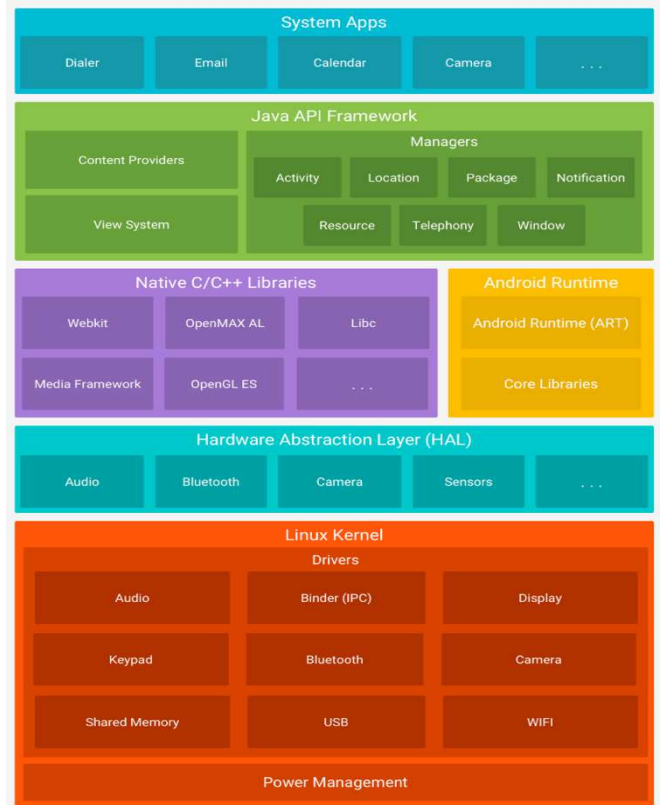 System Apps
Dialer Email Calendar Camera . . .
Java API Framework
Content Providers
View System
Managers
Activity Location Package Notification
Resource Telephony Window
Native C/C++ Libraries
Webkit OpenMAX AL Libc
Media Framework OpenGL ES . . .
Android Runtime
Android Runtime (ART)
Core Libraries
Hardware Abstraction Layer (HAL)
Audio Bluetooth Camera Sensors . . .
Linux Kernel
Drivers
Audio Binder (IPC) Display
Keypad Bluetooth Camera
Shared Memory USB WIFI
Power Management